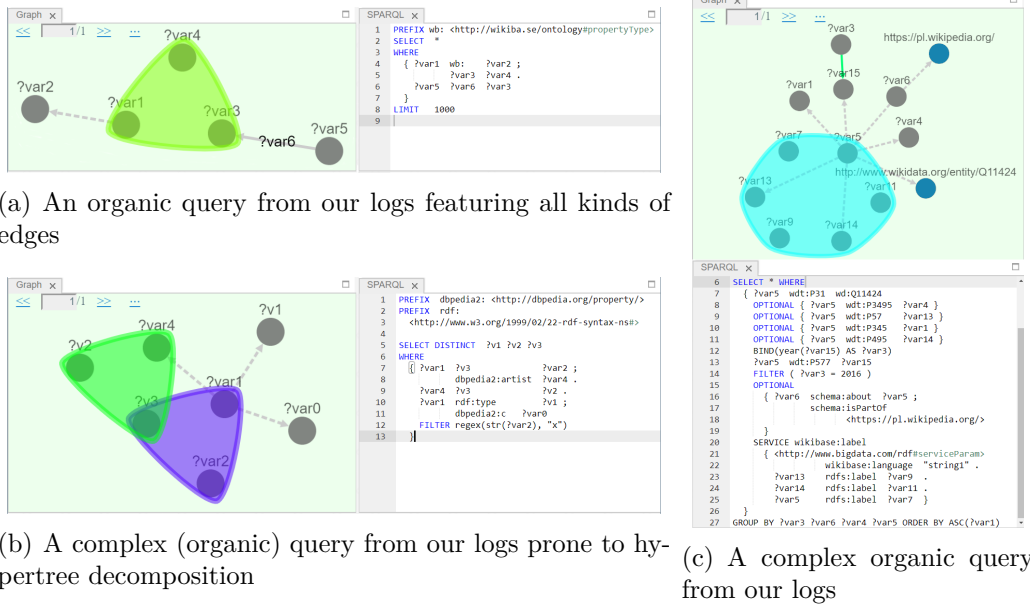 Graph
<< 1/1 >> ...
?var4
?var2
?var1
?var3
?var5
?var6
SPARQL
1 PREFIX wb: <http://wikiba.se/ontology#propertyType>
2 SELECT *
3 WHERE
4 { ?var1 wb: ?var2 ;
5 ?var3 ?var4 .
6 ?var5 ?var6 ?var3
7 }
8 LIMIT 1000
9
(a) An organic query from our logs featuring all kinds of
edges
Graph
<< 1/1 >> ...
?v1
?var4
?v2
?var1
?v3
?var0
?var2
SPARQL
1 PREFIX dbpedia2: <http://dbpedia.org/property/>
2 PREFIX rdf:
3 <http://www.w3.org/1999/02/22-rdf-syntax-ns#>
4
5 SELECT DISTINCT ?v1 ?v2 ?v3
6 WHERE
7 { ?var1 ?v3 ?var2 ;
8 dbpedia2:artist ?var4 .
9 ?var4 ?v3 ?v2 .
10 ?var1 rdf:type ?v1 ;
11 dbpedia2:c ?var0
12 FILTER regex(str(?var2), "x")
13 }
(b) A complex (organic) query from our logs prone to hy-
pertree decomposition
Graph
<< 1/1 >> ...
?var3
https://pl.wikipedia.org/
?var15
?var6
?var1
?var4
?var7
?var5
http://www.wikidata.org/entity/Q11424
?var13
?var11
?var9
?var14
SPARQL
6 SELECT * WHERE
7 { ?var5 wdt:P31 wd:Q11424
8 OPTIONAL { ?var5 wdt:P3495 ?var4 }
9 OPTIONAL { ?var5 wdt:P57 ?var13 }
10 OPTIONAL { ?var5 wdt:P345 ?var1 }
11 OPTIONAL { ?var5 wdt:P495 ?var14 }
12 BIND(year(?var15) AS ?var3)
13 ?var5 wdt:P577 ?var15
14 FILTER ( ?var3 = 2016 )
15 OPTIONAL
16 { ?var6 schema:about ?var5 ;
17 schema:isPartOf
18 <https://pl.wikipedia.org/>
19 }
20 SERVICE wikibase:label
21 { <http://www.bigdata.com/rdf#serviceParam>
22 wikibase:language "string1" .
23 ?var13 rdfs:label ?var9 .
24 ?var14 rdfs:label ?var11 .
25 ?var5 rdfs:label ?var7 }
26 }
27 GROUP BY ?var3 ?var6 ?var4 ?var5 ORDER BY ASC(?var1)
(c) A complex organic query
from our logs